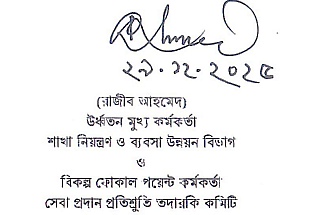 ২৯.১২.২০২৫
(রাজীব আহমেদ)
উর্ধ্বতন মুখ্য কর্মকর্তা
শাখা নিয়ন্ত্রণ ও ব্যবসা উন্নয়ন বিভাগ
ও
বিকল্প ফোকাল পয়েন্ট কর্মকর্তা
সেবা প্রদান প্রতিশ্রুতি তদারকি কমিটি